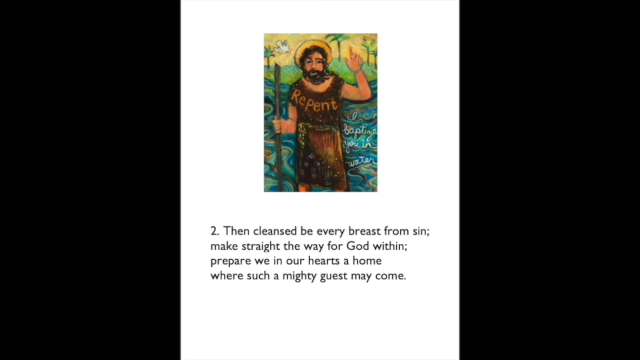 Repent
I
baptize
you in
water
2. Then cleansed be every breast from sin;
make straight the way for God within;
prepare we in our hearts a home
where such a mighty guest may come.